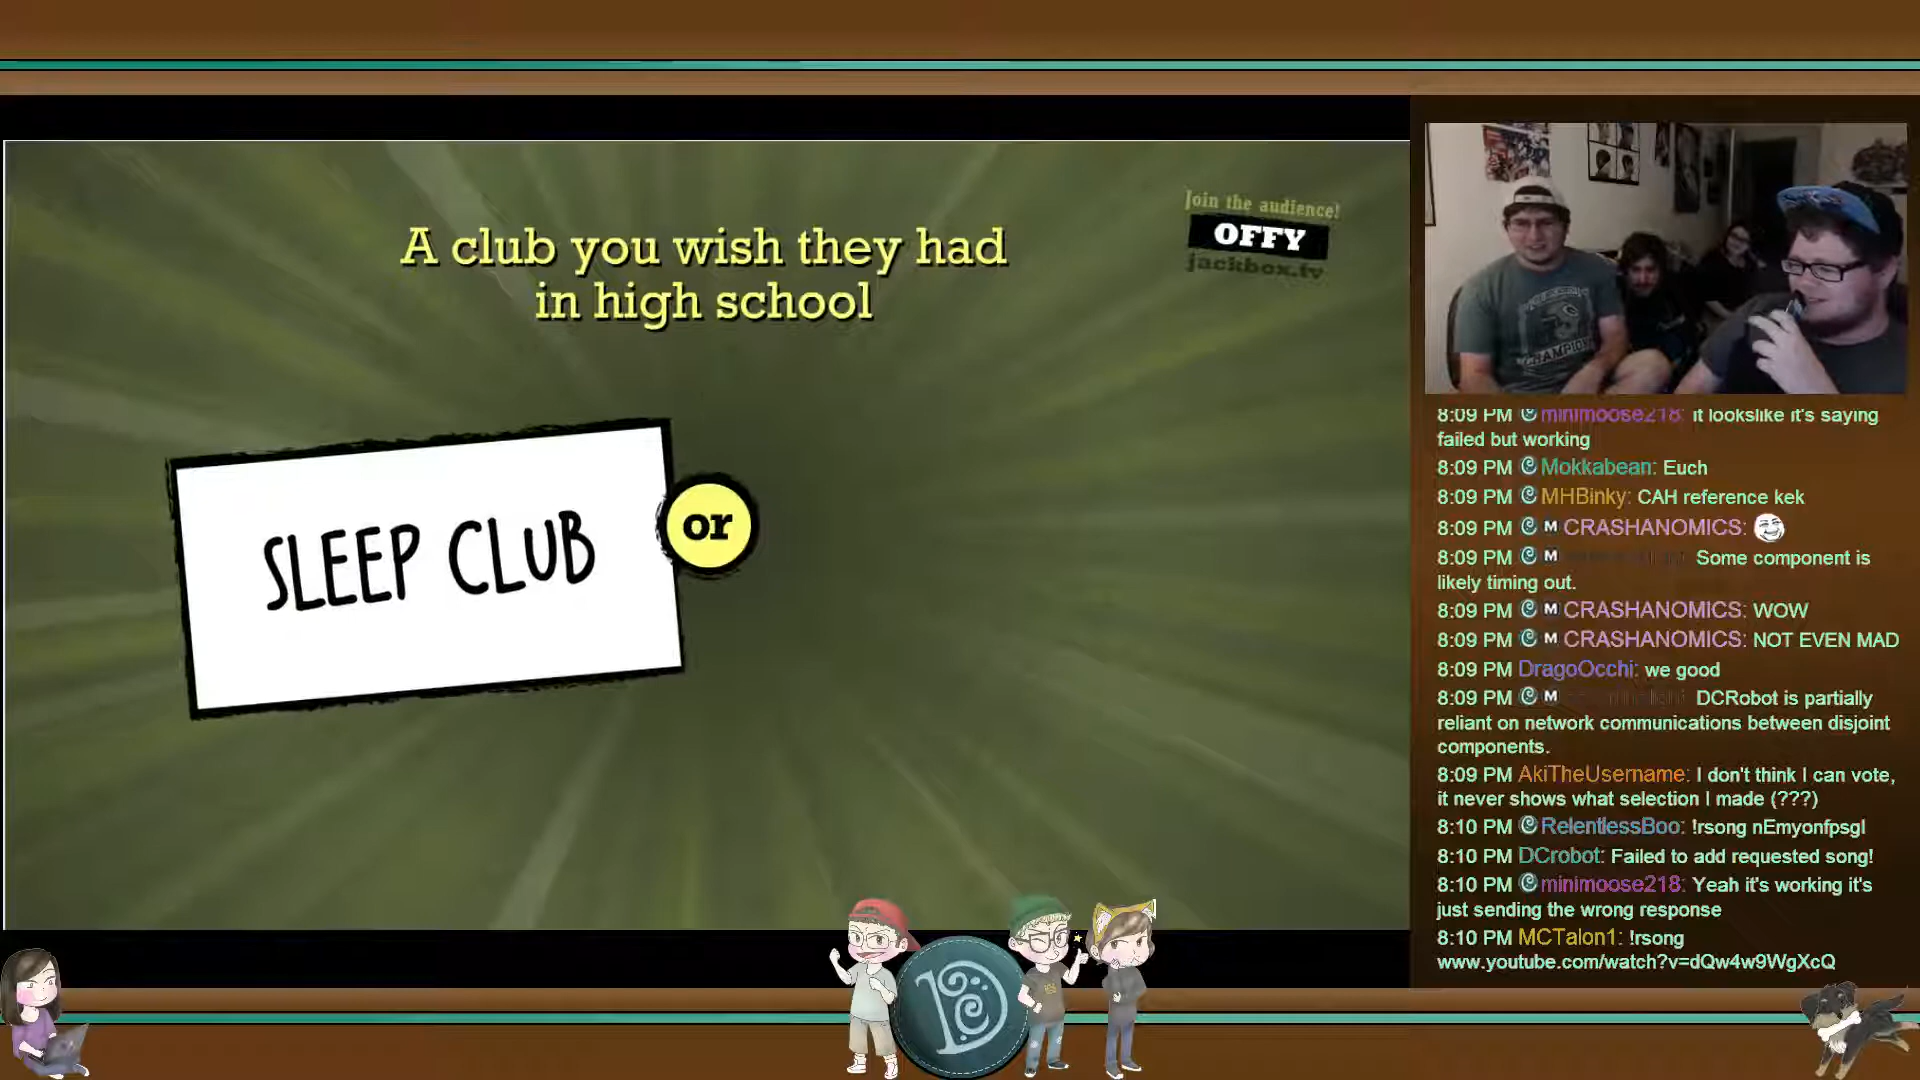 A club you wish they had
in high school
Join the audience!
OFFY
jackbox.tv
SLEEP CLUB
or
CHAMPIONS
8:09 PM minimoose218: it lookslike it's saying
failed but working
8:09 PM Mokkabean: Euch
8:09 PM MHBinky: CAH reference kek
8:09 PM M CRASHANOMICS:
8:09 PM M Some component is
likely timing out.
8:09 PM M CRASHANOMICS: WOW
8:09 PM M CRASHANOMICS: NOT EVEN MAD
8:09 PM DragoOcchi: we good
8:09 PM M DCRobot is partially
reliant on network communications between disjoint
components.
8:09 PM AkiTheUsername: I don't think I can vote,
it never shows what selection I made (???)
8:10 PM RelentlessBoo: !rsong nEmyonfpsgI
8:10 PM DCrobot: Failed to add requested song!
8:10 PM minimoose218: Yeah it's working it's
just sending the wrong response
8:10 PM MCTalon1: !rsong
www.youtube.com/watch?v=dQw4w9WgXcQ